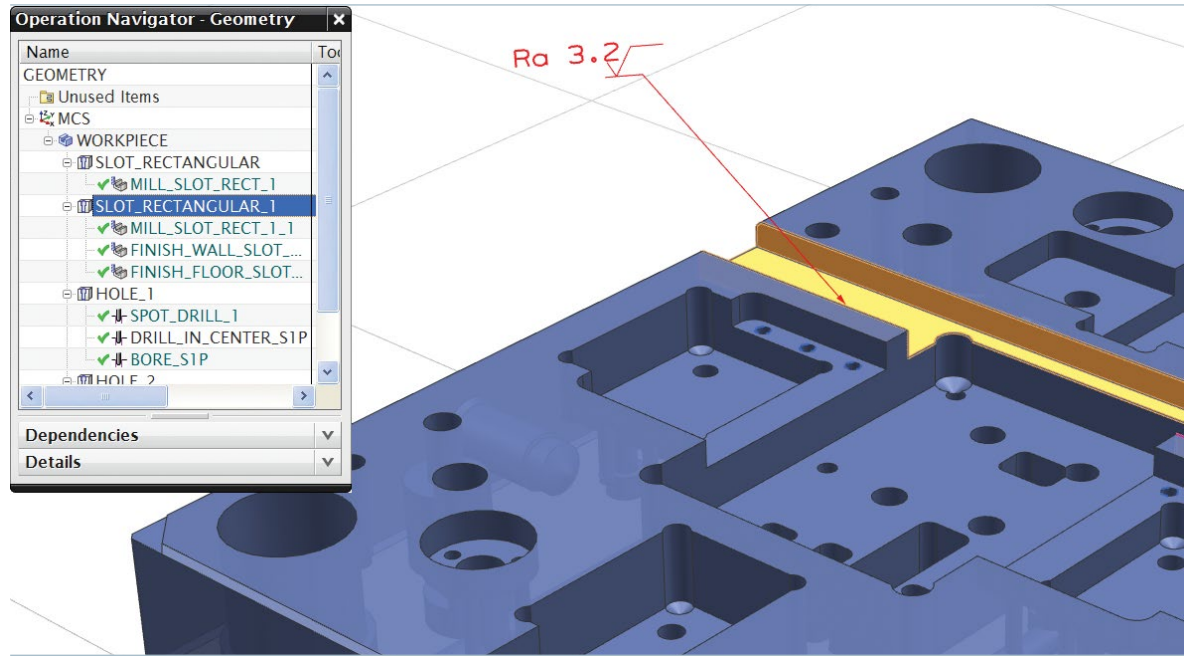 Operation Navigator - Geometry
Name
GEOMETRY
Unused Items
MCS
WORKPIECE
SLOT_RECTANGULAR
MILL_SLOT_RECT_1
SLOT_RECTANGULAR_1
MILL_SLOT_RECT_1_1
FINISH_WALL_SLOT_...
FINISH_FLOOR_SLOT...
HOLE_1
SPOT_DRILL_1
DRILL_IN_CENTER_S1P
BORE_S1P
HOLE_2
Dependencies
Details
Ra 3.2